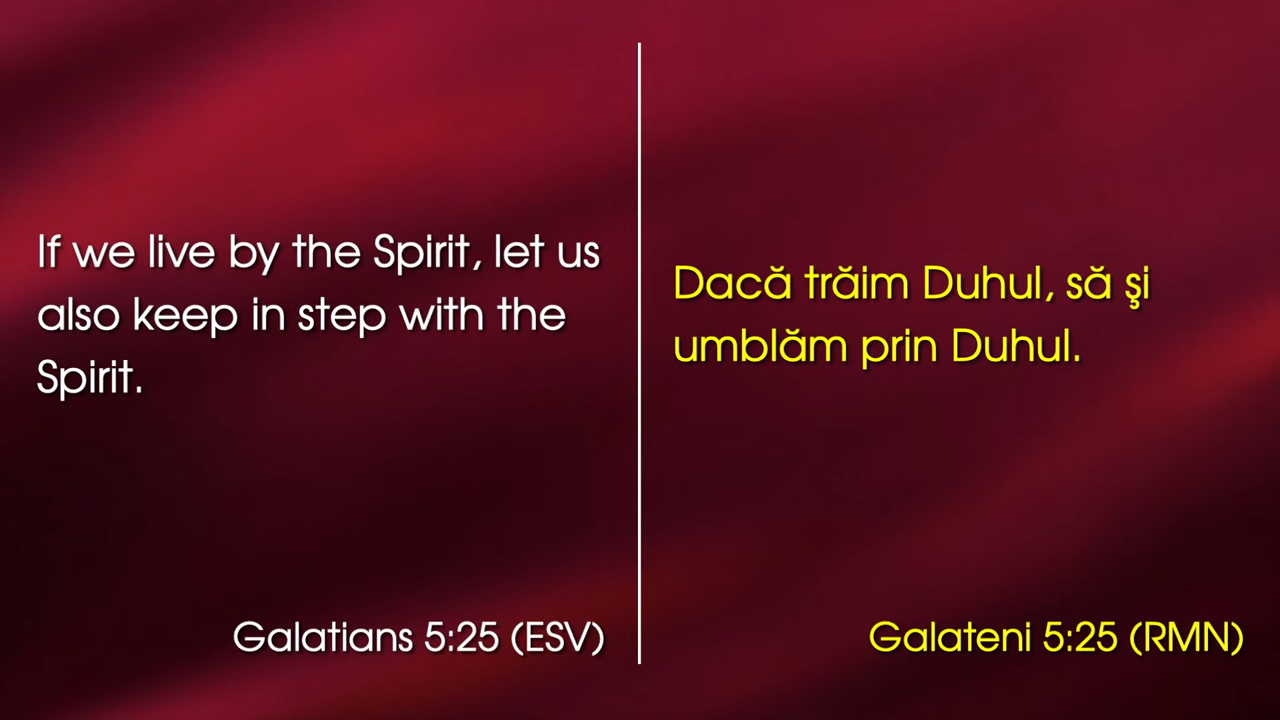 If we live by the Spirit, let us
also keep in step with the
Spirit.
Galatians 5:25 (ESV)
Dacă trăim Duhul, să şi
umblăm prin Duhul.
Galateni 5:25 (RMN)